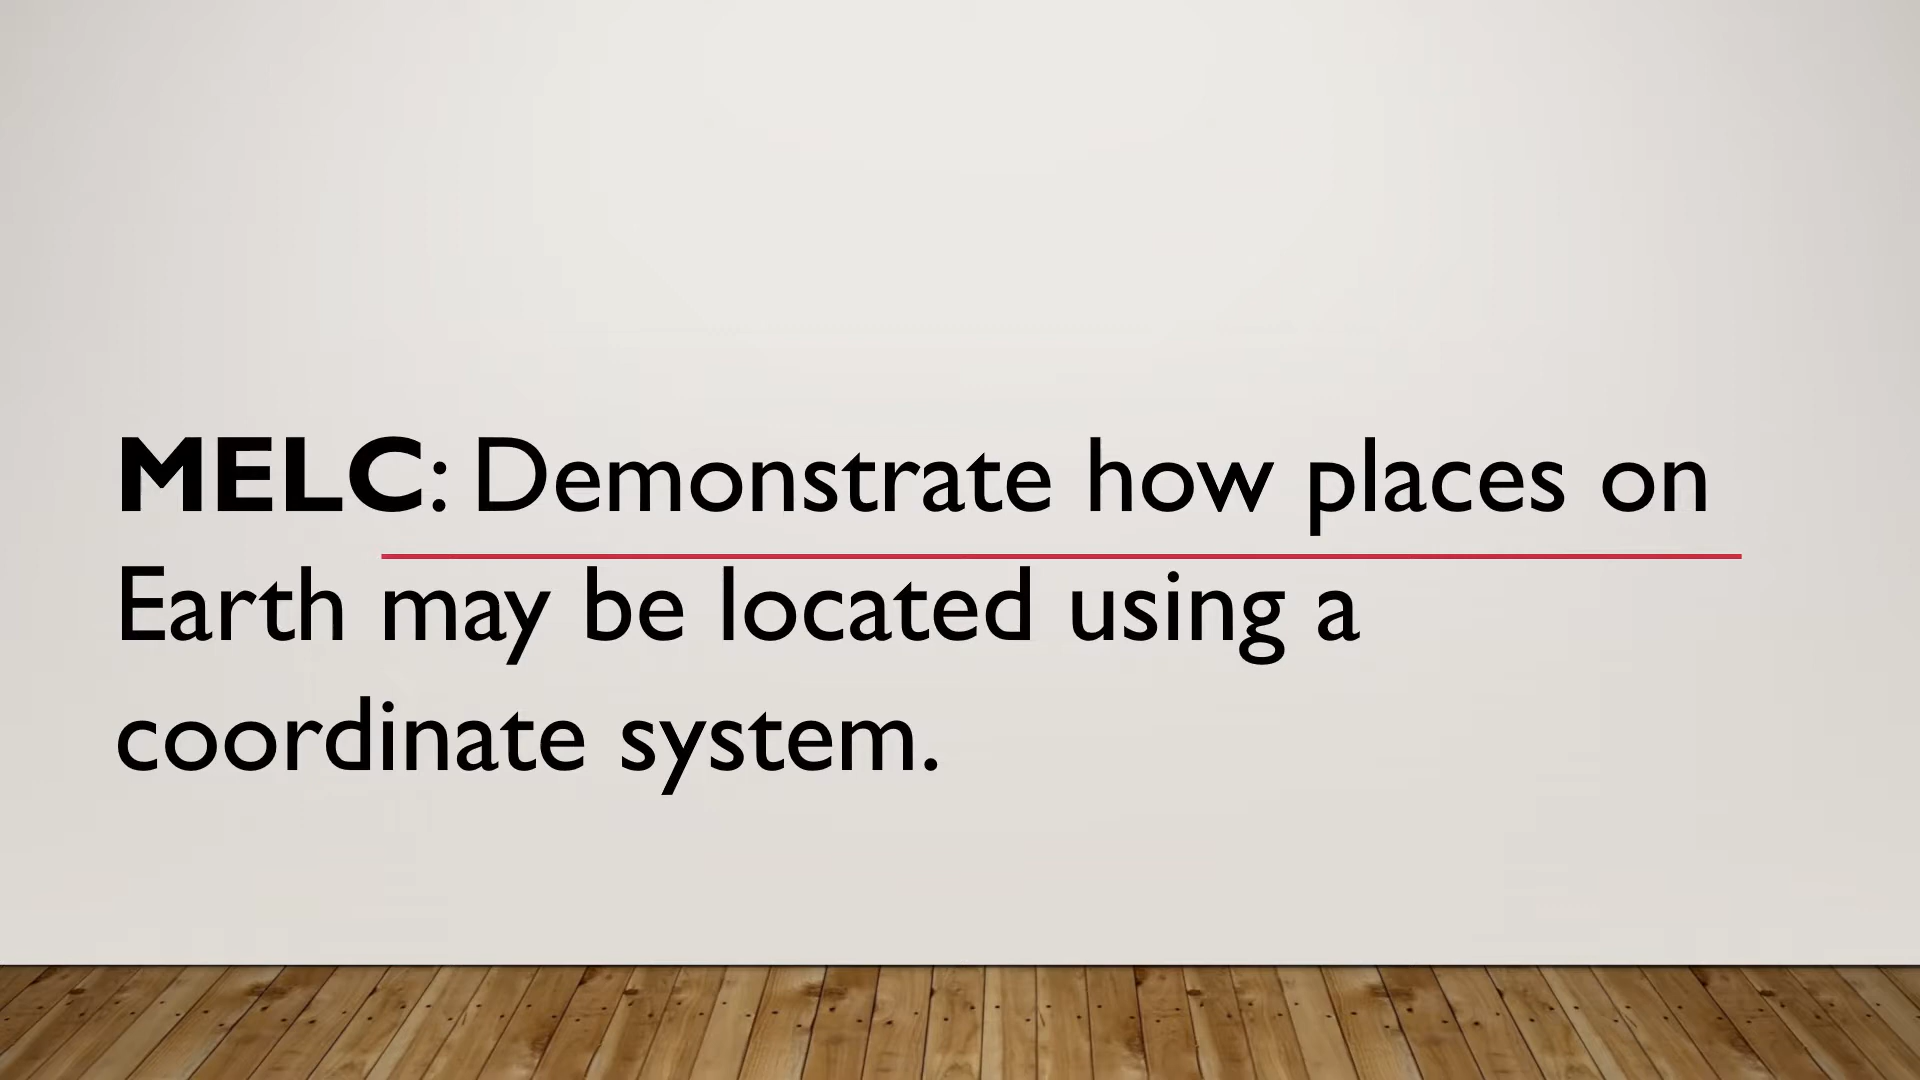 MELC: Demonstrate how places on
Earth may be located using a
coordinate system.